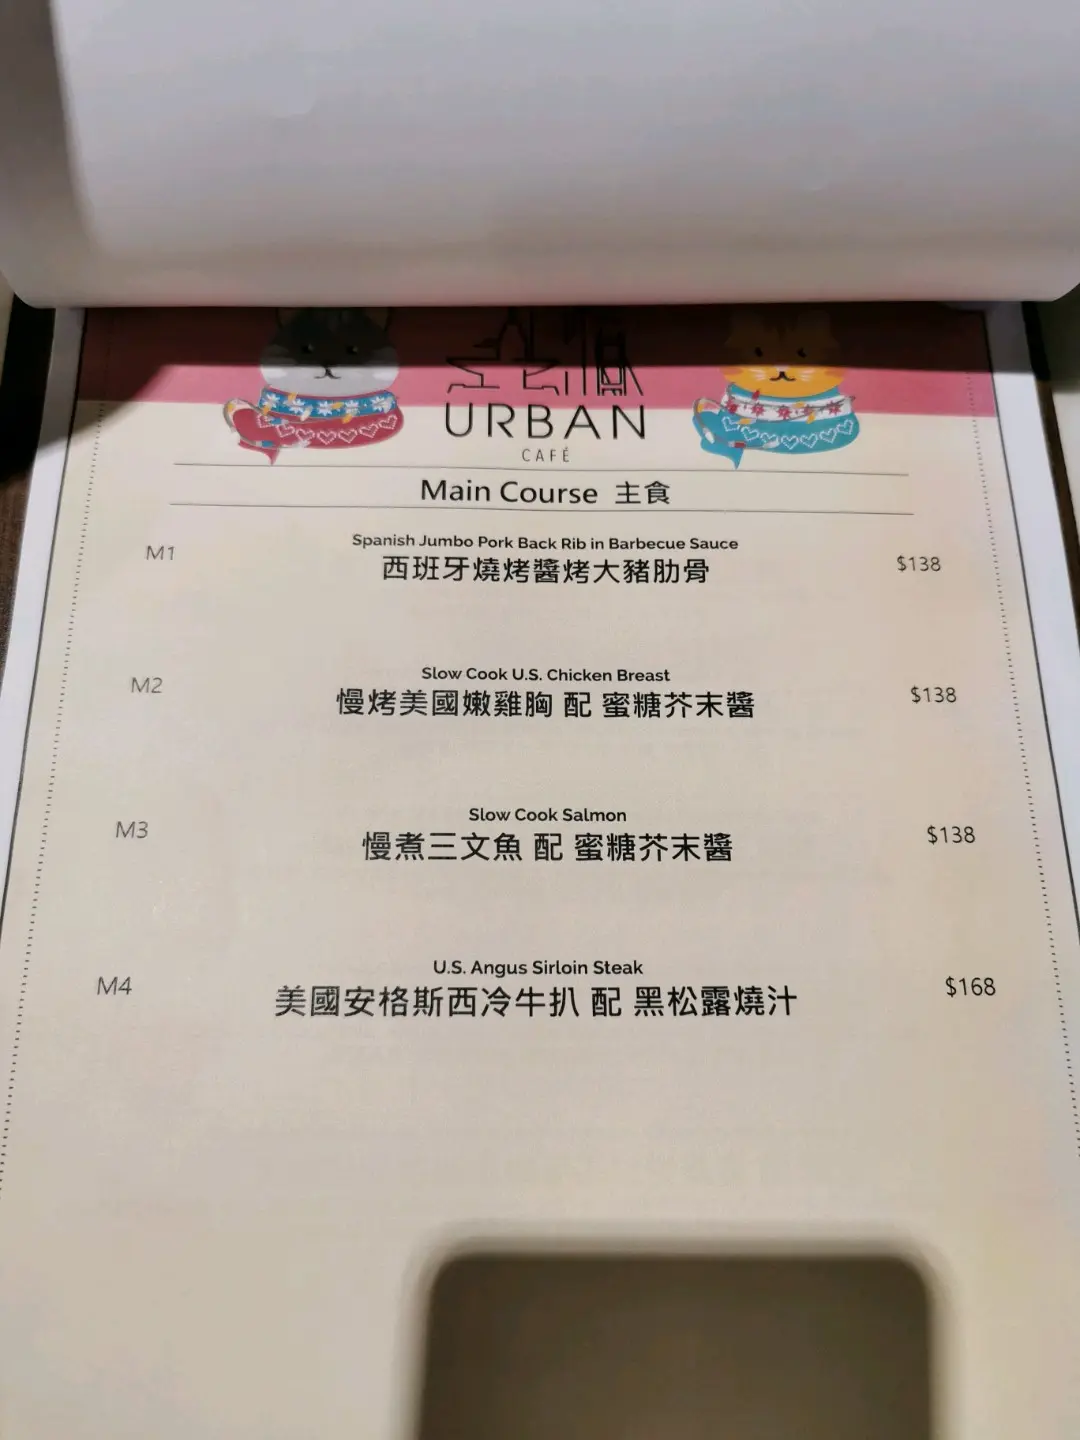 URBAN
CAFÉ
Main Course 主食
M1
Spanish Jumbo Pork Back Rib in Barbecue Sauce
西班牙燒烤醬烤大豬肋骨
$138
M2
Slow Cook U.S. Chicken Breast
慢烤美國嫩雞胸 配 蜜糖芥末醬
$138
M3
Slow Cook Salmon
慢煮三文魚 配 蜜糖芥末醬
$138
M4
U.S. Angus Sirloin Steak
美國安格斯西冷牛扒 配 黑松露燒汁
$168